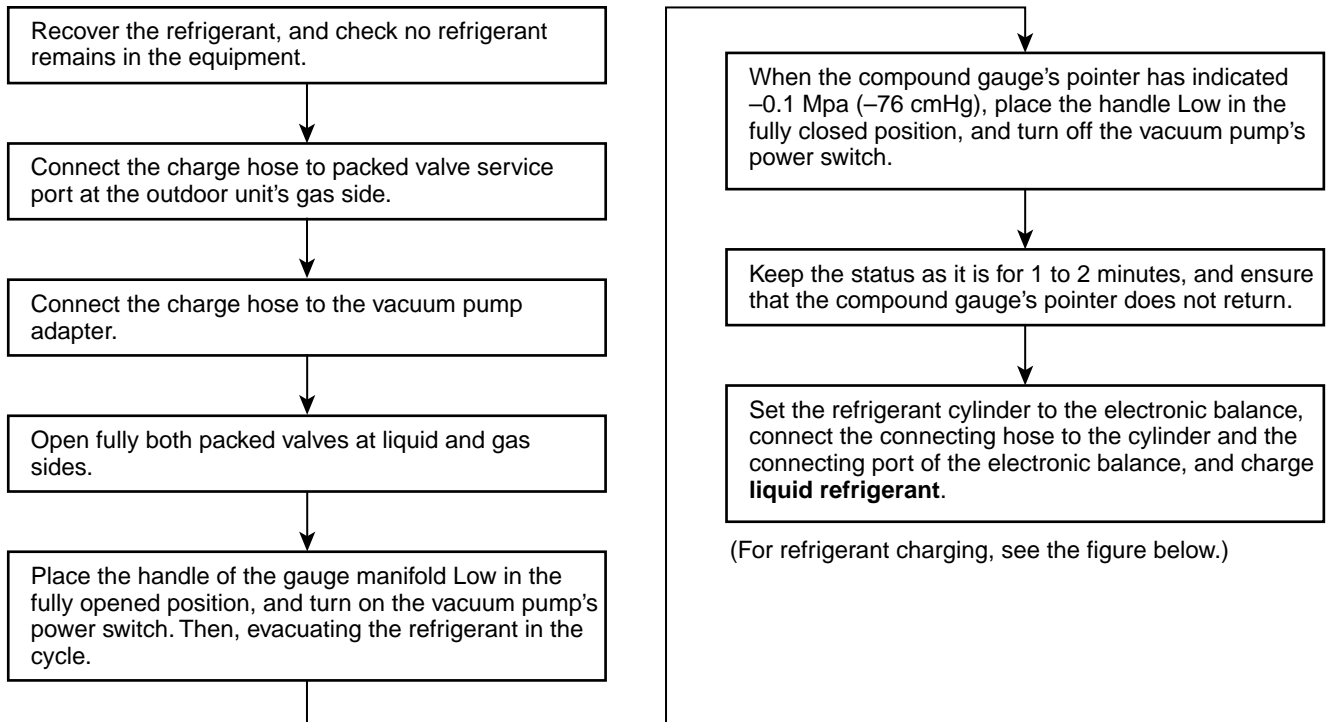 Recover the refrigerant, and check no refrigerant
remains in the equipment.
Connect the charge hose to packed valve service
port at the outdoor unit’s gas side.
Connect the charge hose to the vacuum pump
adapter.
Open fully both packed valves at liquid and gas
sides.
Place the handle of the gauge manifold Low in the
fully opened position, and turn on the vacuum pump’s
power switch. Then, evacuating the refrigerant in the
cycle.
When the compound gauge’s pointer has indicated
–0.1 Mpa (–76 cmHg), place the handle Low in the
fully closed position, and turn off the vacuum pump’s
power switch.
Keep the status as it is for 1 to 2 minutes, and ensure
that the compound gauge’s pointer does not return.
Set the refrigerant cylinder to the electronic balance,
connect the connecting hose to the cylinder and the
connecting port of the electronic balance, and charge
liquid refrigerant.
(For refrigerant charging, see the figure below.)